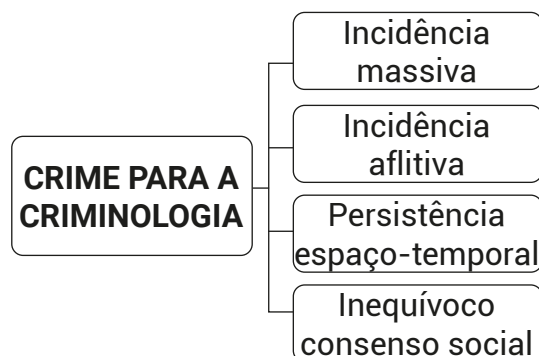 CRIME PARA A
CRIMINOLOGIA
Incidência
massiva
Incidência
aflitiva
Persistência
espaço-temporal
Inequívoco
consenso social